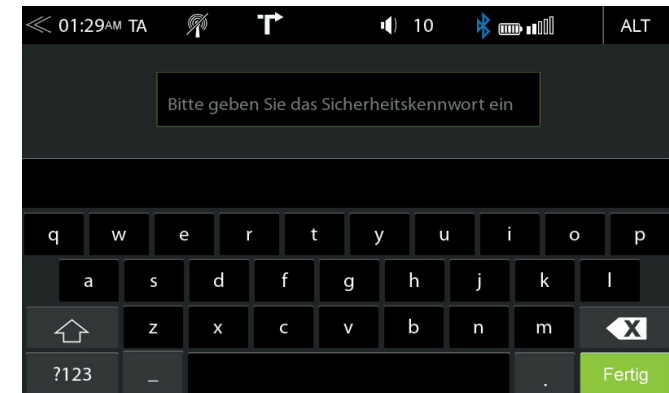 01:29AM TA 10 ALT
Bitte geben Sie das Sicherheitskennwort ein
q w e r t y u i o p
a s d f g h j k l
z x c v b n m X
?123 _ . Fertig